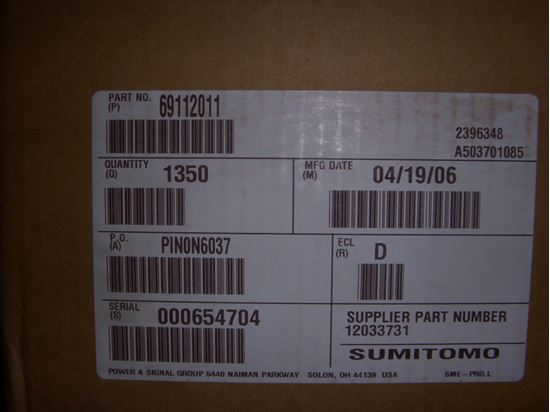 PART NO.
(P)
69112011
2396348
A503701085
QUANTITY
(Q)
1350
MFG DATE
(M)
04/19/06
P.O.
(A)
PIN0N6037
ECL
(R)
D
SERIAL
(S)
000654704
SUPPLIER PART NUMBER
12033731
SUMITOMO
POWER & SIGNAL GROUP 5440 NAIMAN PARKWAY SOLON, OH 44139 USA SME-PRO.L